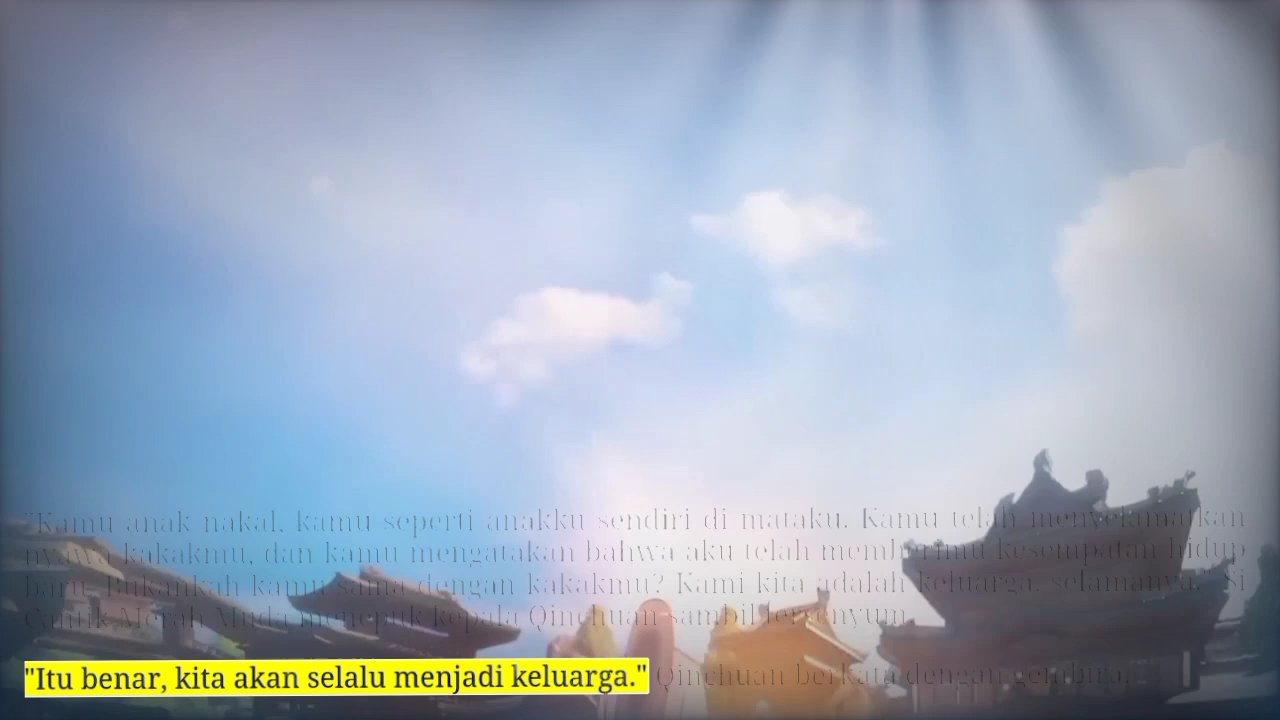 "Kamu anak nakal, kamu seperti anakku sendiri di mataku. Kamu telah menyelamatkan
nyawa kakakmu, dan kamu mengatakan bahwa aku telah memberimu kesempatan hidup
baru. Bukankah kamu sama dengan kakakmu? Kami kita adalah keluarga, selamanya." Si
Cantik Merah Muda menepuk kepala Qinchuan sambil tersenyum.
"Itu benar, kita akan selalu menjadi keluarga." Qinchuan berkata dengan gembira.